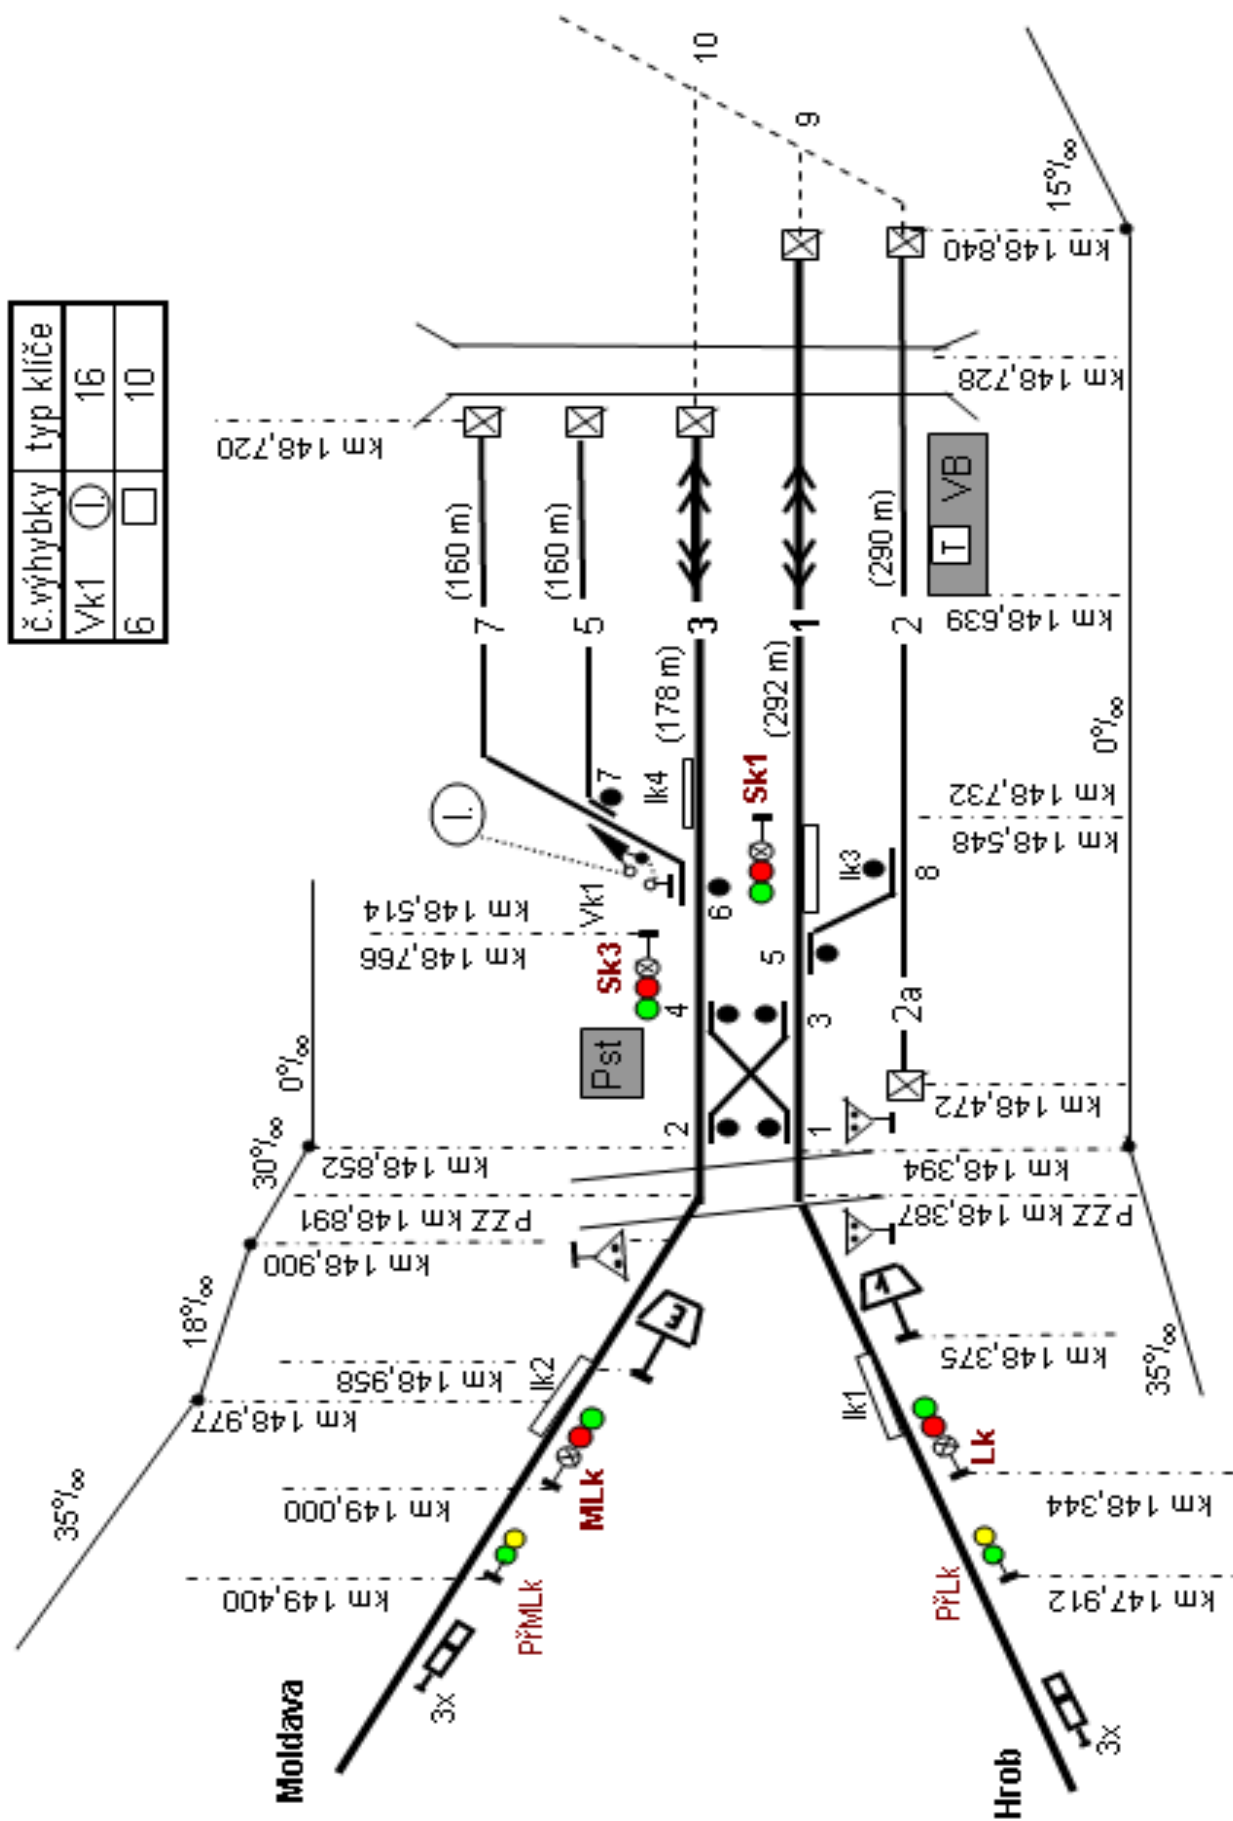 č.výhybky typ klíče
Vk1 I. 16
6 10
Moldava
3x
PřMLk
km 149,400
MLk
km 149,000
35°/∞
km 148,977
km 148,958
lk2
3
18°/∞
km 148,900
PZZ km 148,891
30°/∞
km 148,852
0°/∞
2
4
Pst
Sk3
km 148,766
km 148,514
Vk1
I.
6
7
lk4
(178 m)
3
7
(160 m)
5
(160 m)
km 148,720
10
9
Hrob
3x
PřLk
km 147,912
Lk
km 148,344
lk1
1
km 148,375
35°/∞
PZZ km 148,387
km 148,394
1
3
5
km 148,472
2a
8
lk3
Sk1
(292 m)
1
km 148,548
km 148,732
0°/∞
2
(290 m)
km 148,639
T VB
km 148,728
km 148,840
15°/∞